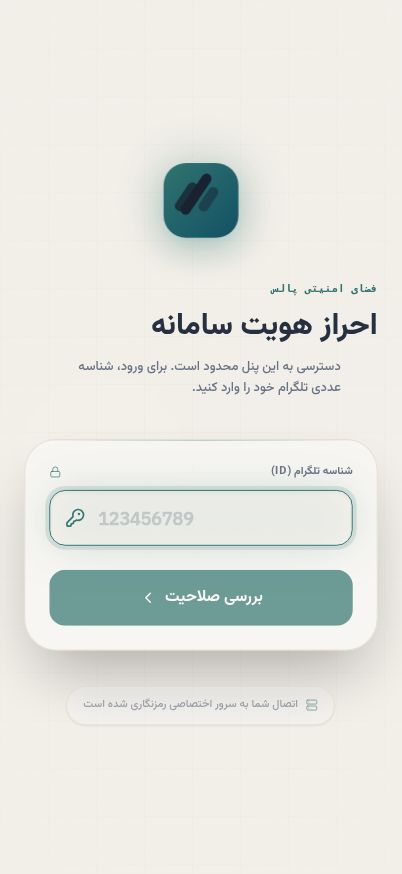 فضای امنیتی پالس
احراز هویت سامانه
دسترسی به این پنل محدود است. برای ورود، شناسه
عددی تلگرام خود را وارد کنید.
شناسه تلگرام (ID)
123456789
بررسی صلاحیت
اتصال شما به سرور اختصاصی رمزنگاری شده است